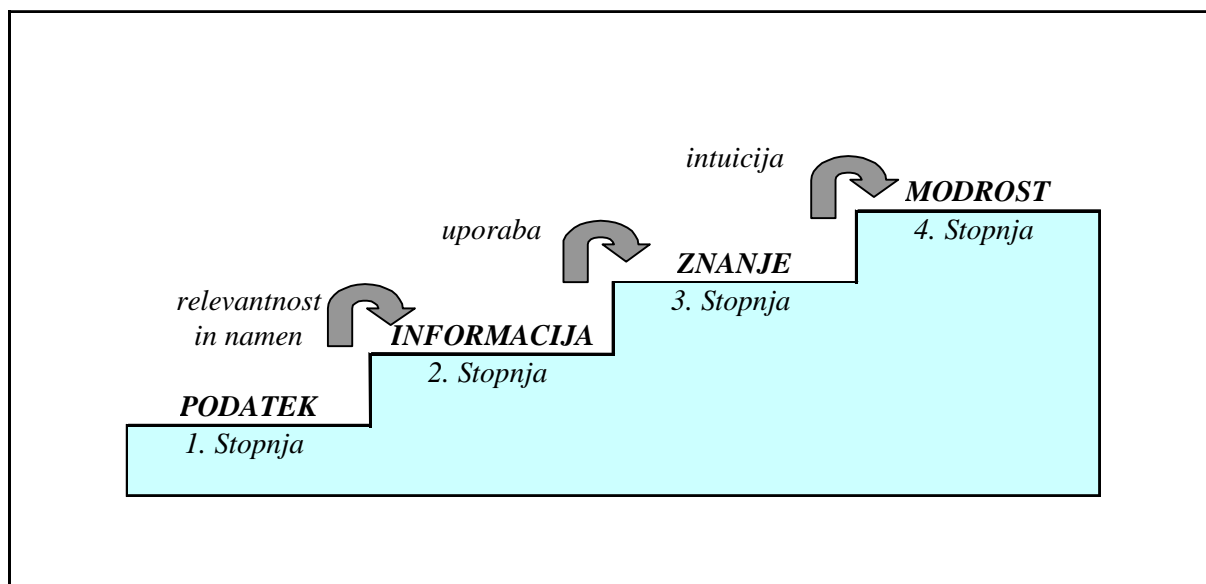 intuicija
MODROST
4. Stopnja
uporaba
ZNANJE
3. Stopnja
relevantnost
in namen
INFORMACIJA
2. Stopnja
PODATEK
1. Stopnja